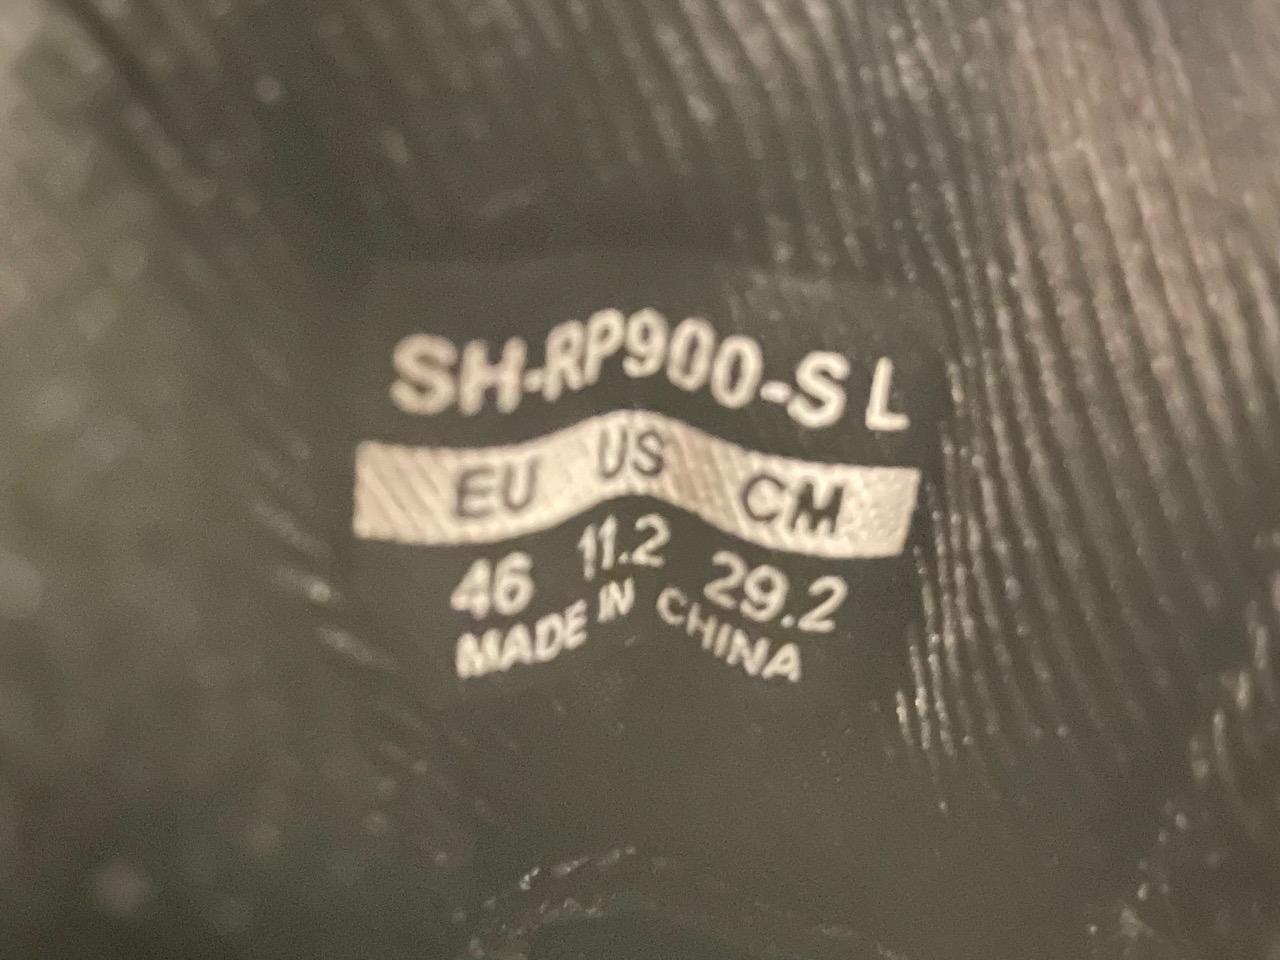 SH-RP900-S L
EU US CM
46 11.2 29.2
MADE IN CHINA